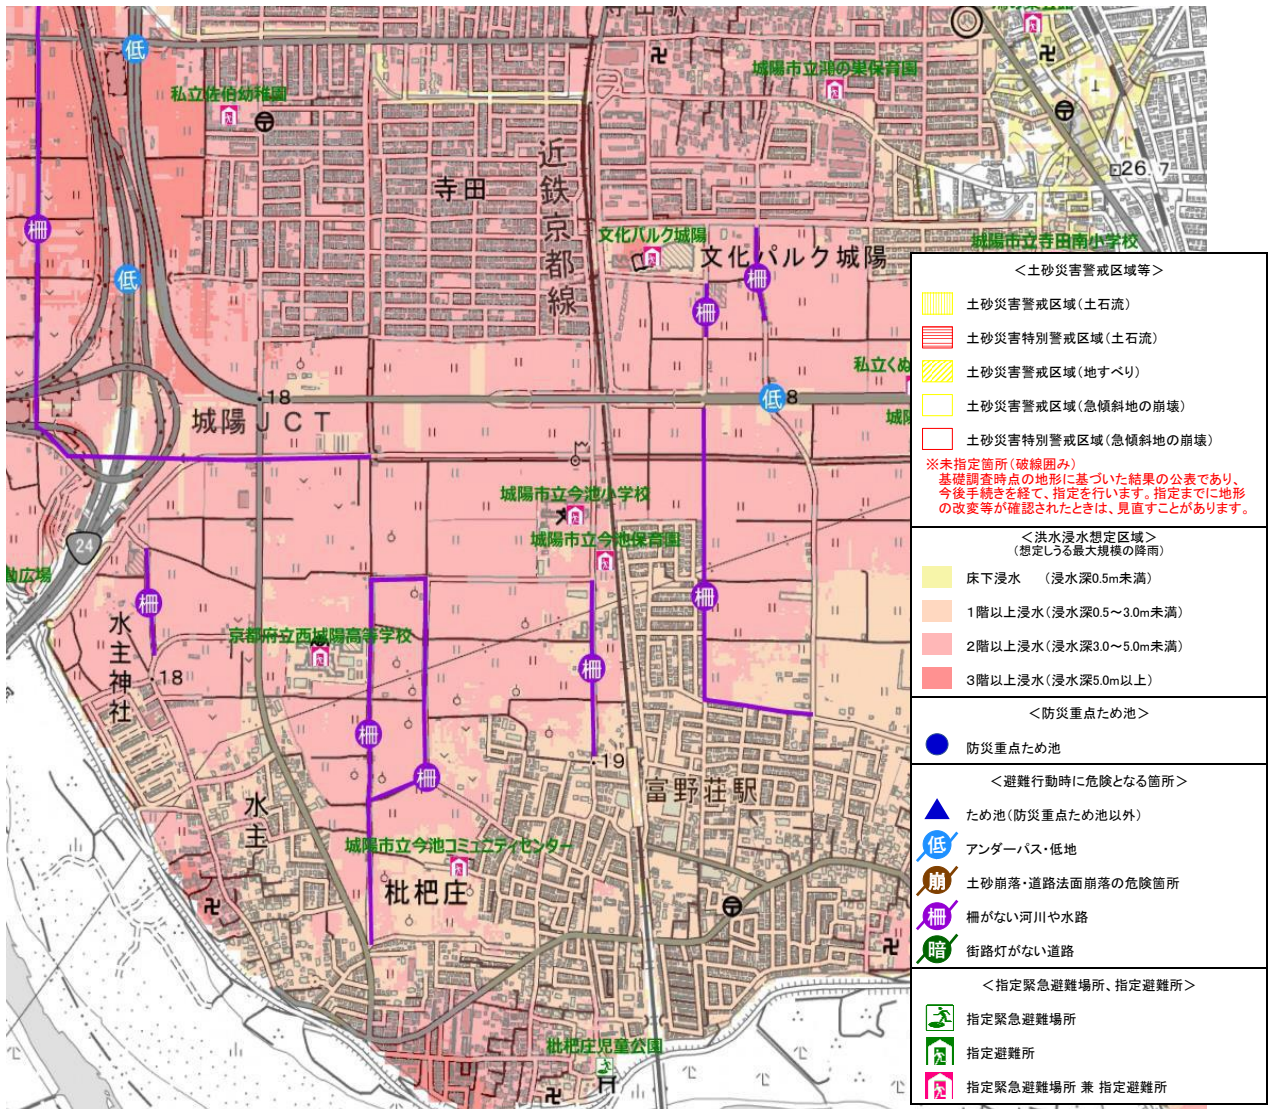 低
私立佐伯幼稚園
城陽市立鴻の巣保育園
近鉄京都線
寺田
26.7
柵
文化パルク城陽
文化パルク城陽
城陽市立寺田南小学校
低
柵
柵
私立くぬ
18
低
8
城陽JCT
城陽市立今池小学校
城陽市立今池保育園
24
広場
柵
柵
水主神社
京都府立西城陽高等学校
柵
18
柵
19
柵
富野荘駅
水主
城陽市立今池コミュニティセンター
枇杷庄
枇杷庄児童公園
＜土砂災害警戒区域等＞
土砂災害警戒区域（土石流）
土砂災害特別警戒区域（土石流）
土砂災害警戒区域（地すべり）
土砂災害警戒区域（急傾斜地の崩壊）
土砂災害特別警戒区域（急傾斜地の崩壊）
※未指定箇所（破線囲み）
基礎調査時点の地形に基づいた結果の公表であり、
今後手続きを経て、指定を行います。指定までに地形
の改変等が確認されたときは、見直すことがあります。
＜洪水浸水想定区域＞
（想定しうる最大規模の降雨）
床下浸水　（浸水深0.5m未満）
1階以上浸水（浸水深0.5～3.0m未満）
2階以上浸水（浸水深3.0～5.0m未満）
3階以上浸水（浸水深5.0m以上）
＜防災重点ため池＞
防災重点ため池
＜避難行動時に危険となる箇所＞
ため池（防災重点ため池以外）
低 アンダーパス・低地
崩 土砂崩落・道路法面崩落の危険箇所
柵 柵がない河川や水路
暗 街路灯がない道路
＜指定緊急避難場所、指定避難所＞
指定緊急避難場所
指定避難所
指定緊急避難場所 兼 指定避難所